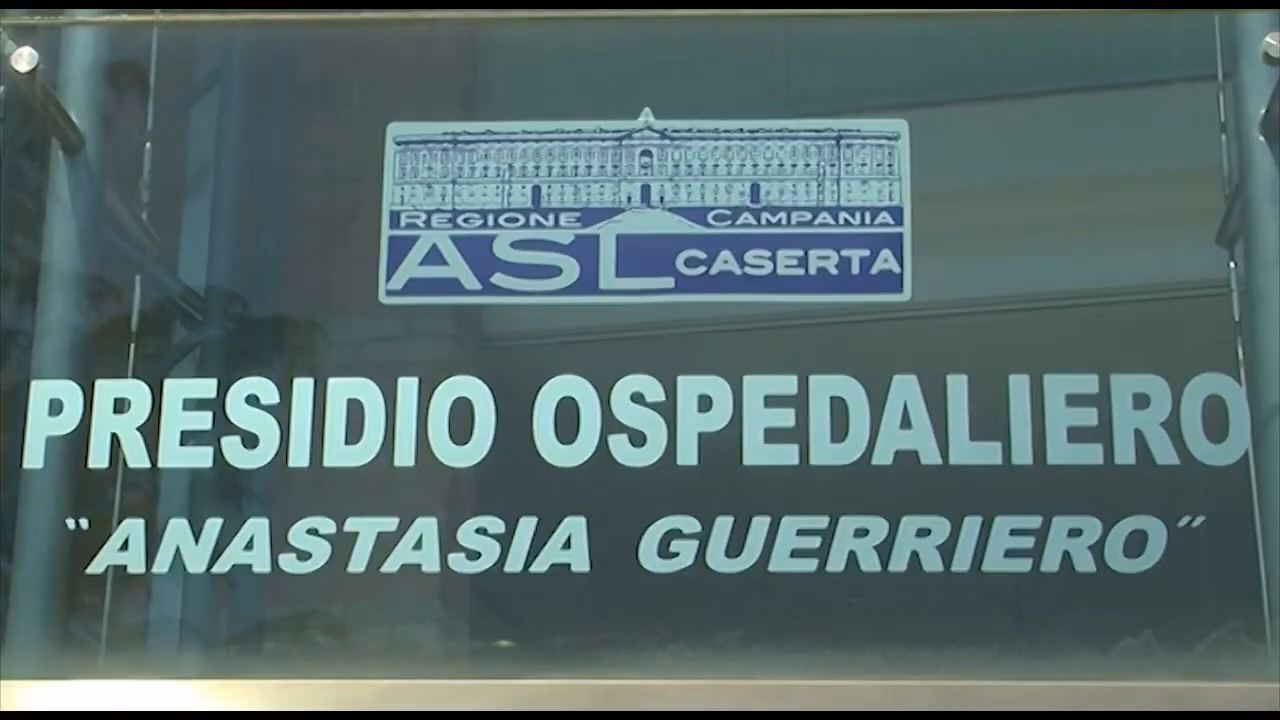 REGIONE CAMPANIA
ASL CASERTA
PRESIDIO OSPEDALIERO
“ANASTASIA GUERRIERO”